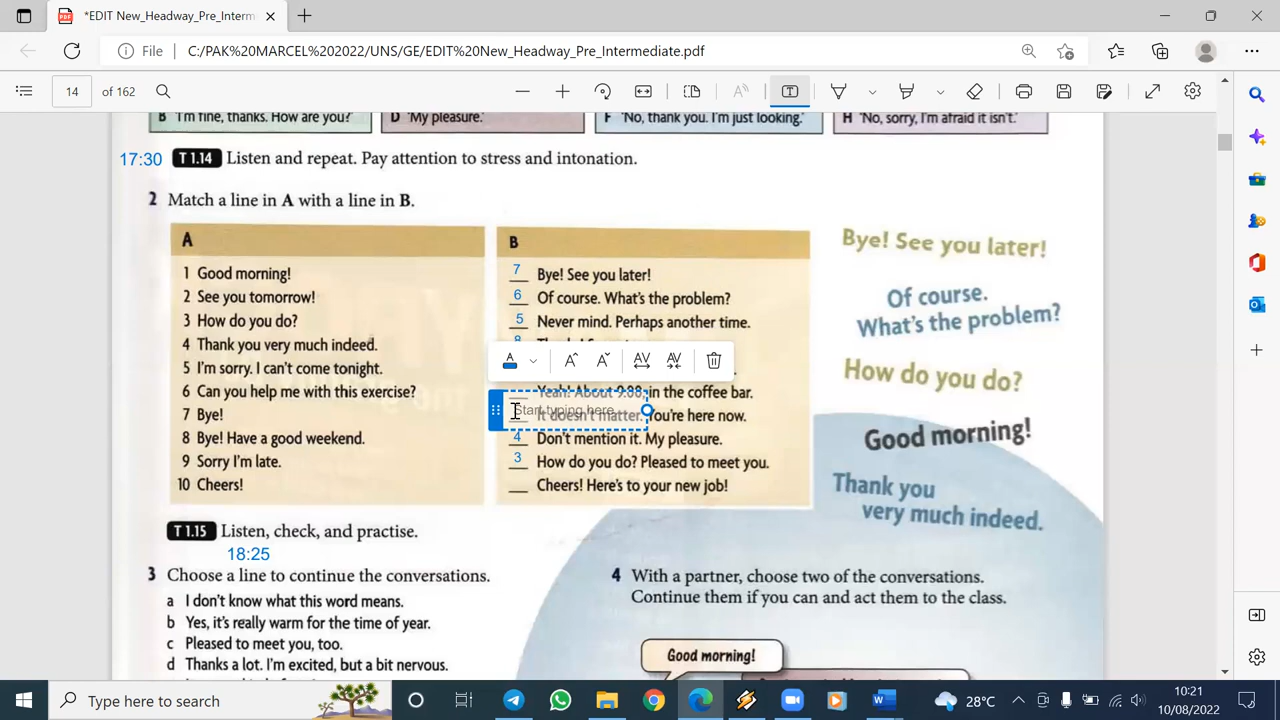 *EDIT New_Headway_Pre_Interm
File
C:/PAK%20MARCEL%202022/UNS/GE/EDIT%20New_Headway_Pre_Intermediate.pdf
14 of 162
B 'I'm fine, thanks. How are you?'
D 'My pleasure.'
F 'No, thank you. I'm just looking.'
H 'No, sorry, I'm afraid it isn't.'
17:30 T 1.14 Listen and repeat. Pay attention to stress and intonation.
2 Match a line in A with a line in B.
A
1 Good morning!
2 See you tomorrow!
3 How do you do?
4 Thank you very much indeed.
5 I'm sorry. I can't come tonight.
6 Can you help me with this exercise?
7 Bye!
8 Bye! Have a good weekend.
9 Sorry I'm late.
10 Cheers!
B
7 Bye! See you later!
6 Of course. What's the problem?
5 Never mind. Perhaps another time.
8
Yeah! About 9.00, in the coffee bar.
It doesn't matter. You're here now.
Start typing here...
4 Don't mention it. My pleasure.
3 How do you do? Pleased to meet you.
Cheers! Here's to your new job!
Bye! See you later!
Of course.
What's the problem?
How do you do?
Good morning!
Thank you
very much indeed.
T 1.15 Listen, check, and practise.
18:25
3 Choose a line to continue the conversations.
a I don't know what this word means.
b Yes, it's really warm for the time of year.
c Pleased to meet you, too.
d Thanks a lot. I'm excited, but a bit nervous.
4 With a partner, choose two of the conversations.
Continue them if you can and act them to the class.
Good morning!
Type here to search
28°C
10:21
10/08/2022